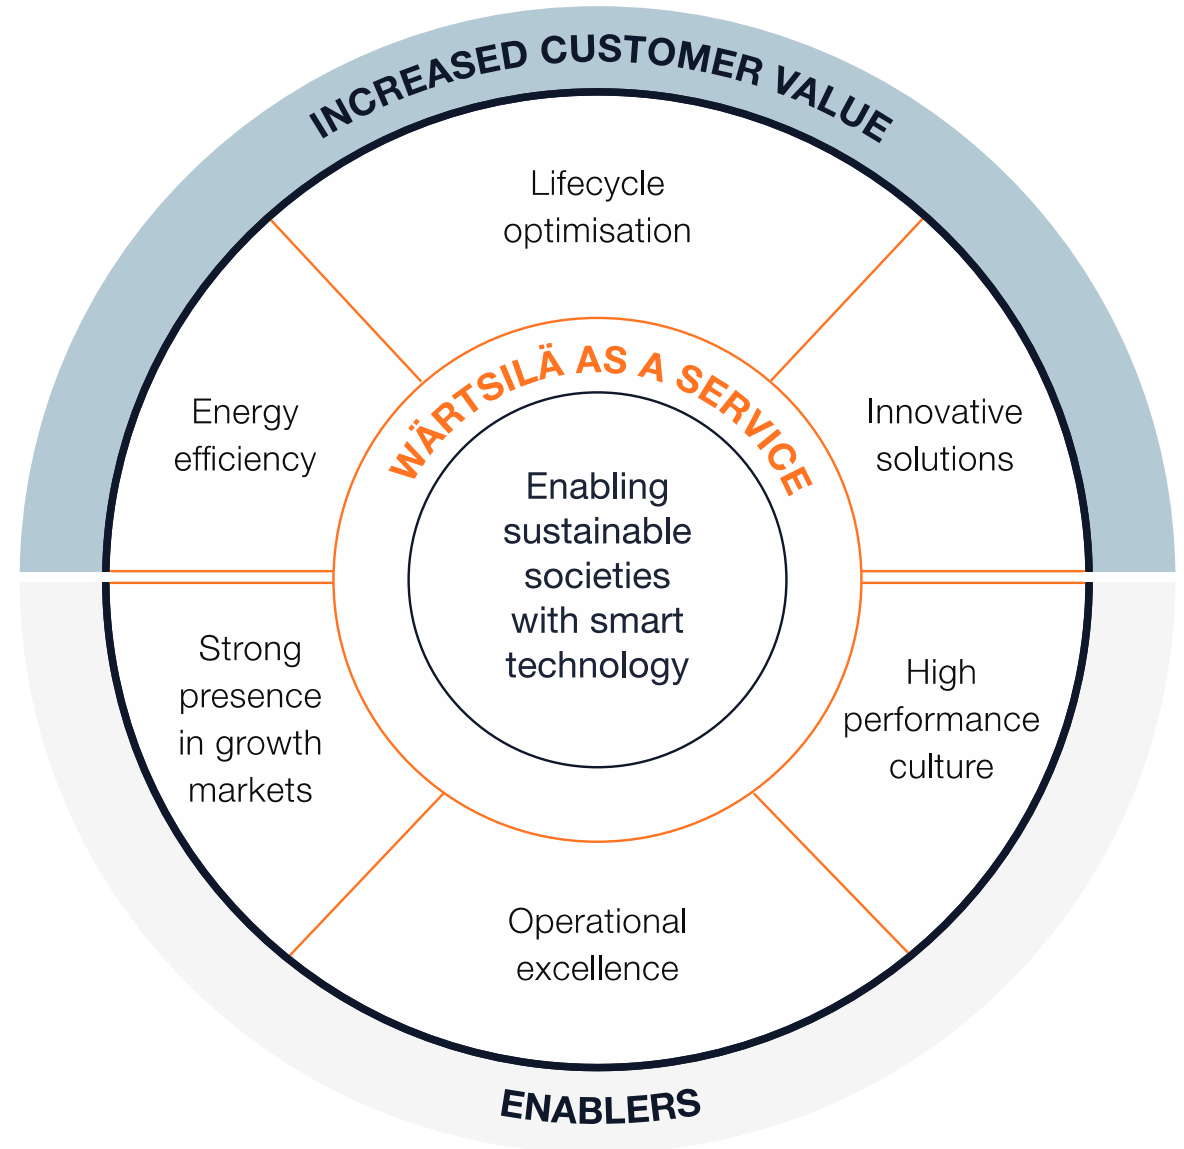 INCREASED CUSTOMER VALUE
Lifecycle
optimisation
Energy
efficiency
Innovative
solutions
WÄRTSILÄ AS A SERVICE
Enabling
sustainable
societies
with smart
technology
Strong
presence
in growth
markets
High
performance
culture
Operational
excellence
ENABLERS